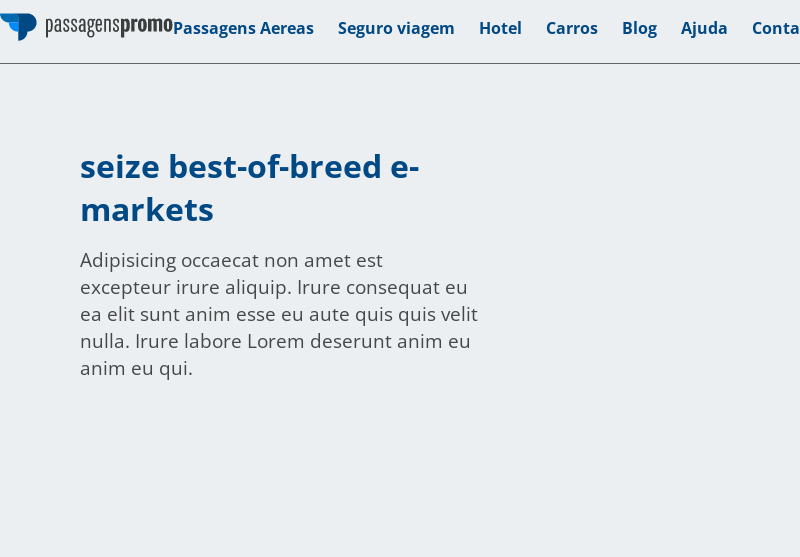 passagenspromo Passagens Aereas Seguro viagem Hotel Carros Blog Ajuda Conta
seize best-of-breed e-
markets
Adipisicing occaecat non amet est
excepteur irure aliquip. Irure consequat eu
ea elit sunt anim esse eu aute quis quis velit
nulla. Irure labore Lorem deserunt anim eu
anim eu qui.